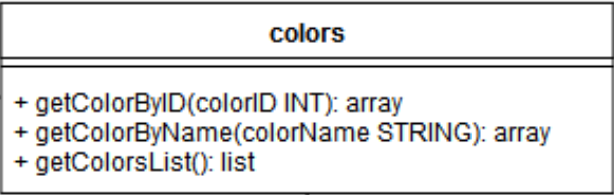 colors
+ getColorByID(colorID INT): array
+ getColorByName(colorName STRING): array
+ getColorsList(): list